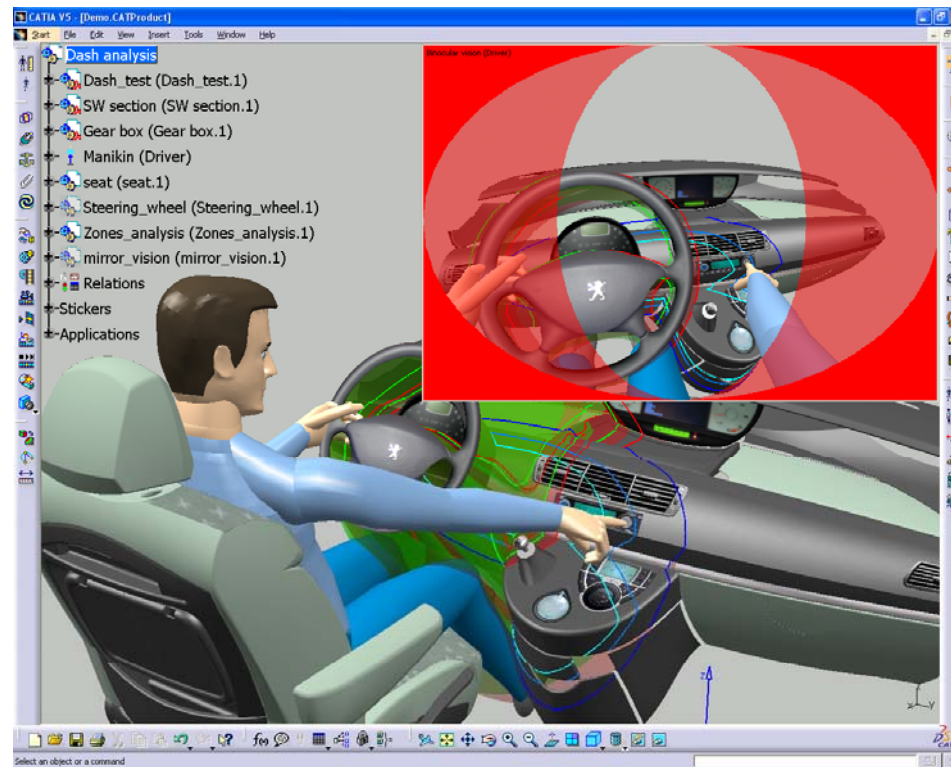 CATIA V5 - [Demo.CATProduct]
Start File Edit View Insert Tools Window Help
Dash analysis
Binocular vision (Driver)
Dash_test (Dash_test.1)
SW section (SW section.1)
Gear box (Gear box.1)
Manikin (Driver)
seat (seat.1)
Steering_wheel (Steering_wheel.1)
Zones_analysis (Zones_analysis.1)
mirror_vision (mirror_vision.1)
Relations
Stickers
Applications
z
x
y
f(x)
Select an object or a command